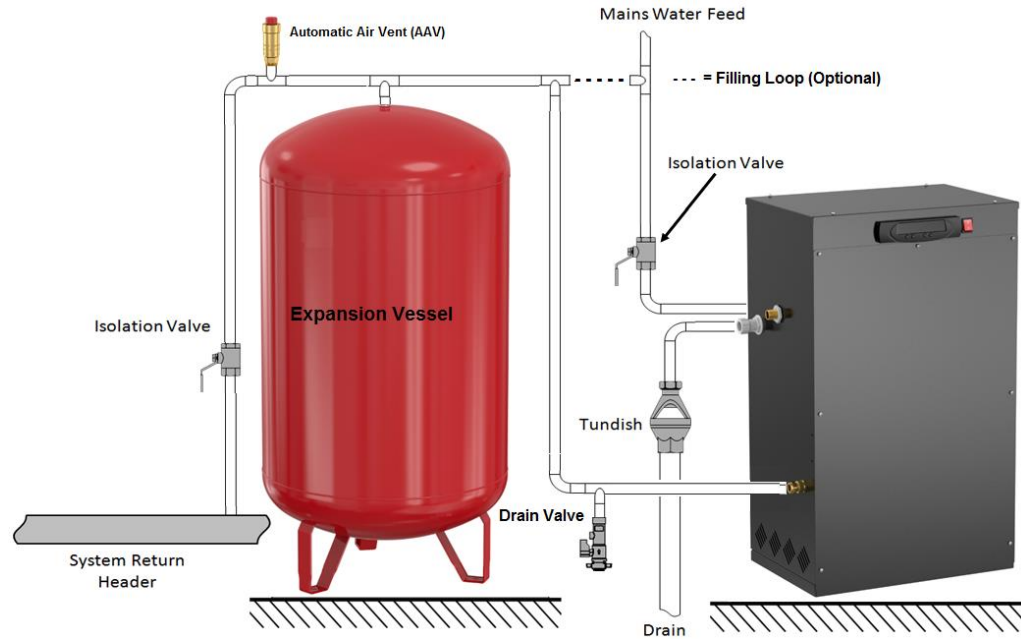 Mains Water Feed
Automatic Air Vent (AAV)
= Filling Loop (Optional)
Isolation Valve
Expansion Vessel
Isolation Valve
Tundish
Drain Valve
System Return
Header
Drain